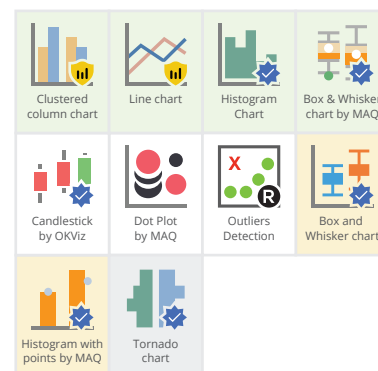 Clustered
column chart
Line chart
Histogram
Chart
Box & Whisker
chart by MAQ
Candlestick
by OKViz
Dot Plot
by MAQ
X
R
Outliers
Detection
Box and
Whisker chart
Histogram with
points by MAQ
Tornado
chart